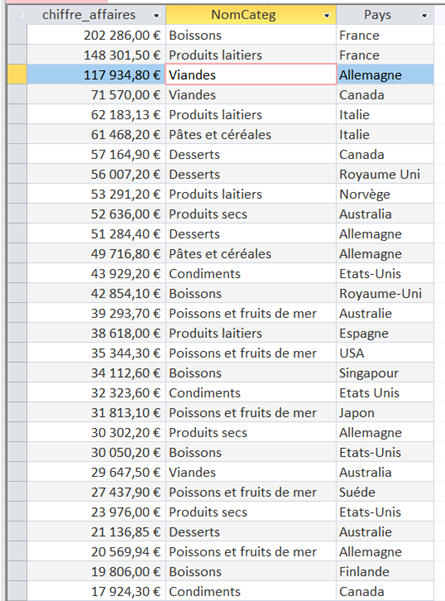 chiffre_affaires NomCateg Pays
202 286,00 € Boissons France
148 301,50 € Produits laitiers France
117 934,80 € Viandes Allemagne
71 570,00 € Viandes Canada
62 183,13 € Produits laitiers Italie
61 468,20 € Pâtes et céréales Italie
57 164,90 € Desserts Canada
56 007,20 € Desserts Royaume Uni
53 291,20 € Produits laitiers Norvège
52 636,00 € Produits secs Australia
51 284,40 € Desserts Allemagne
49 716,80 € Pâtes et céréales Allemagne
43 929,20 € Condiments Etats-Unis
42 854,10 € Boissons Royaume-Uni
39 293,70 € Poissons et fruits de mer Australie
38 618,00 € Produits laitiers Espagne
35 344,30 € Poissons et fruits de mer USA
34 112,60 € Boissons Singapour
32 323,60 € Condiments Etats Unis
31 813,10 € Poissons et fruits de mer Japon
30 302,20 € Produits secs Allemagne
30 050,20 € Boissons Etats-Unis
29 647,50 € Viandes Australia
27 437,90 € Poissons et fruits de mer Suéde
23 976,00 € Produits secs Etats-Unis
21 136,85 € Desserts Australie
20 569,94 € Poissons et fruits de mer Allemagne
19 806,00 € Boissons Finlande
17 924,30 € Condiments Canada